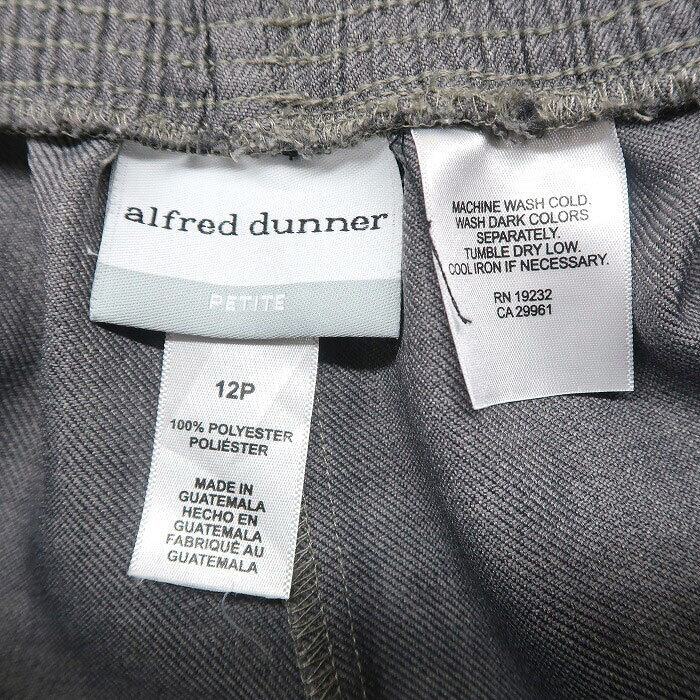 alfred dunner
PETITE
12P
100% POLYESTER
POLIÉSTER
MADE IN
GUATEMALA
HECHO EN
GUATEMALA
FABRIQUÉ AU
GUATEMALA
MACHINE WASH COLD.
WASH DARK COLORS
SEPARATELY.
TUMBLE DRY LOW.
COOL IRON IF NECESSARY.
RN 19232
CA 29961